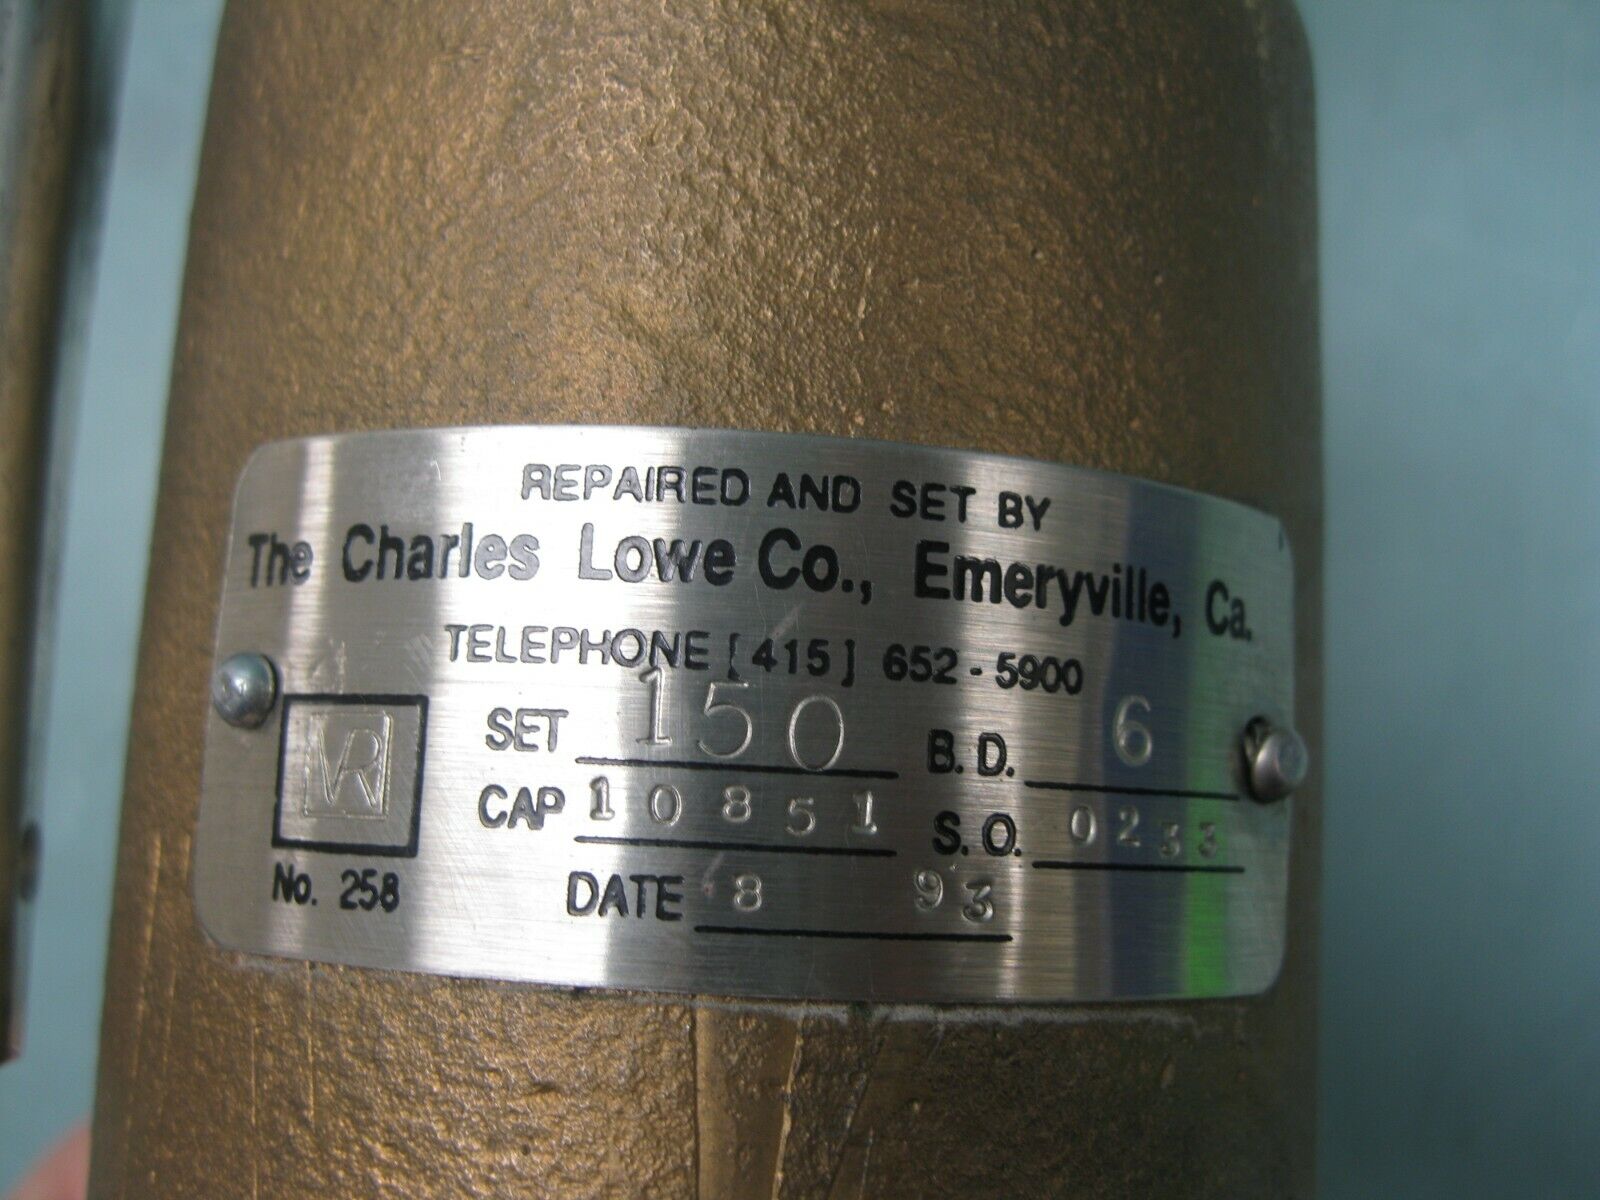 REPAIRED AND SET BY
The Charles Lowe Co., Emeryville, Ca.
TELEPHONE [415] 652-5900
SET 150 B.D. 6
VR
CAP 10851 S.O. 0233
No. 258
DATE 8 93